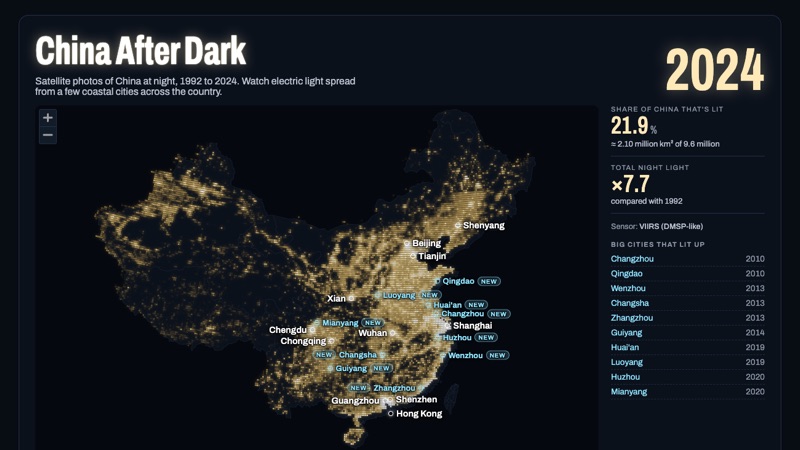 China After Dark
Satellite photos of China at night, 1992 to 2024. Watch electric light spread
from a few coastal cities across the country.
2024
+
−
SHARE OF CHINA THAT'S LIT
21.9%
≈ 2.10 million km² of 9.6 million
TOTAL NIGHT LIGHT
×7.7
compared with 1992
Sensor: VIIRS (DMSP-like)
BIG CITIES THAT LIT UP
Changzhou 2010
Qingdao 2010
Wenzhou 2013
Changsha 2013
Zhangzhou 2013
Guiyang 2014
Huai'an 2019
Luoyang 2019
Huzhou 2020
Mianyang 2020
Shenyang
Beijing
Tianjin
Qingdao NEW
Xian
Luoyang NEW
Huai'an NEW
Changzhou NEW
Mianyang NEW
Shanghai
Chengdu
Wuhan
Huzhou NEW
Chongqing
NEW Changsha
Wenzhou NEW
Guiyang NEW
NEW Zhangzhou
Guangzhou
Shenzhen
Hong Kong